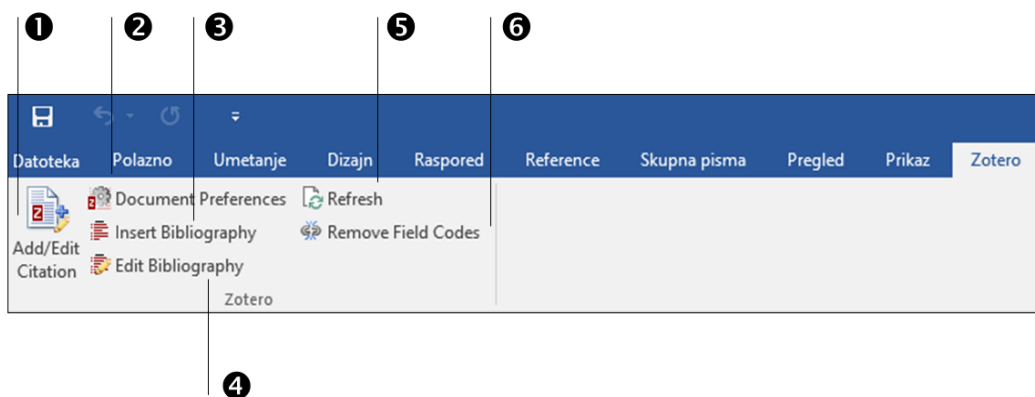 ❶ ❷ ❸ ❺ ❻
Datoteka Polazno Umetanje Dizajn Raspored Reference Skupna pisma Pregled Prikaz Zotero
Add/Edit Citation
Document Preferences
Insert Bibliography
Edit Bibliography
Refresh
Remove Field Codes
Zotero
❹